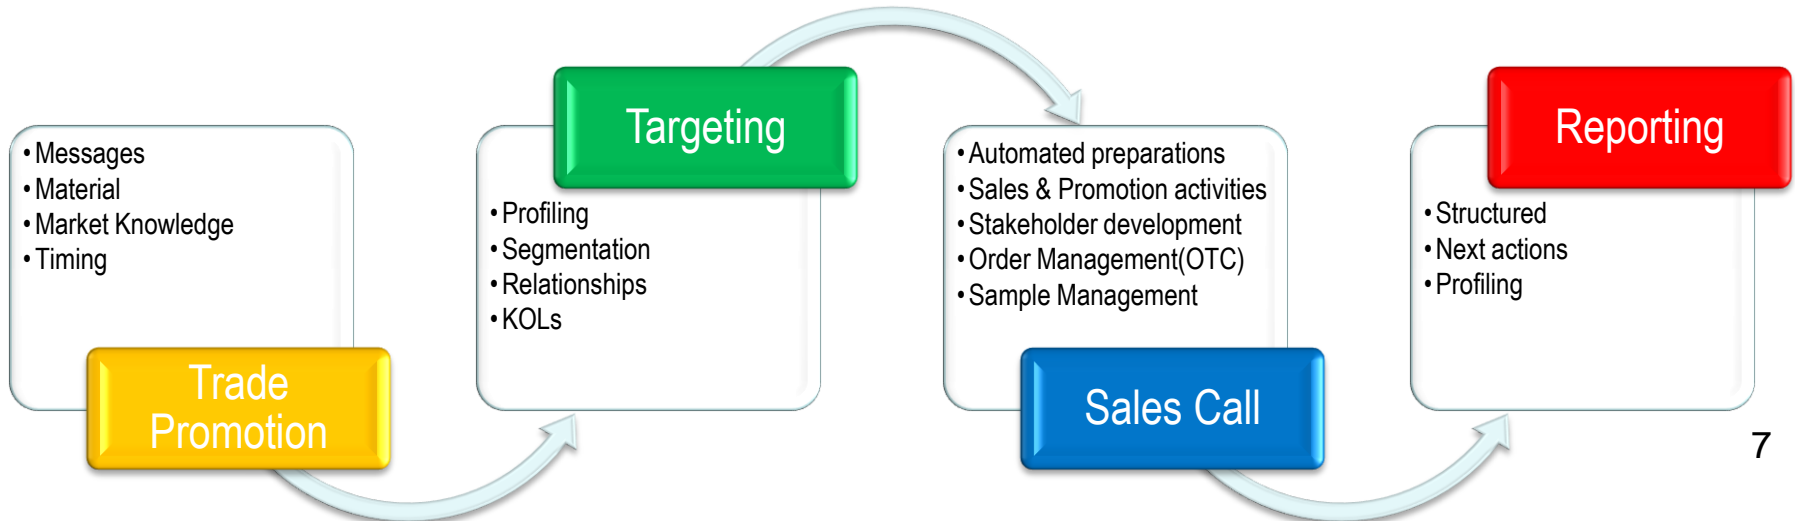 • Messages
• Material
• Market Knowledge
• Timing
Trade
Promotion
Targeting
• Profiling
• Segmentation
• Relationships
• KOLs
• Automated preparations
• Sales & Promotion activities
• Stakeholder development
• Order Management(OTC)
• Sample Management
Sales Call
Reporting
• Structured
• Next actions
• Profiling
7